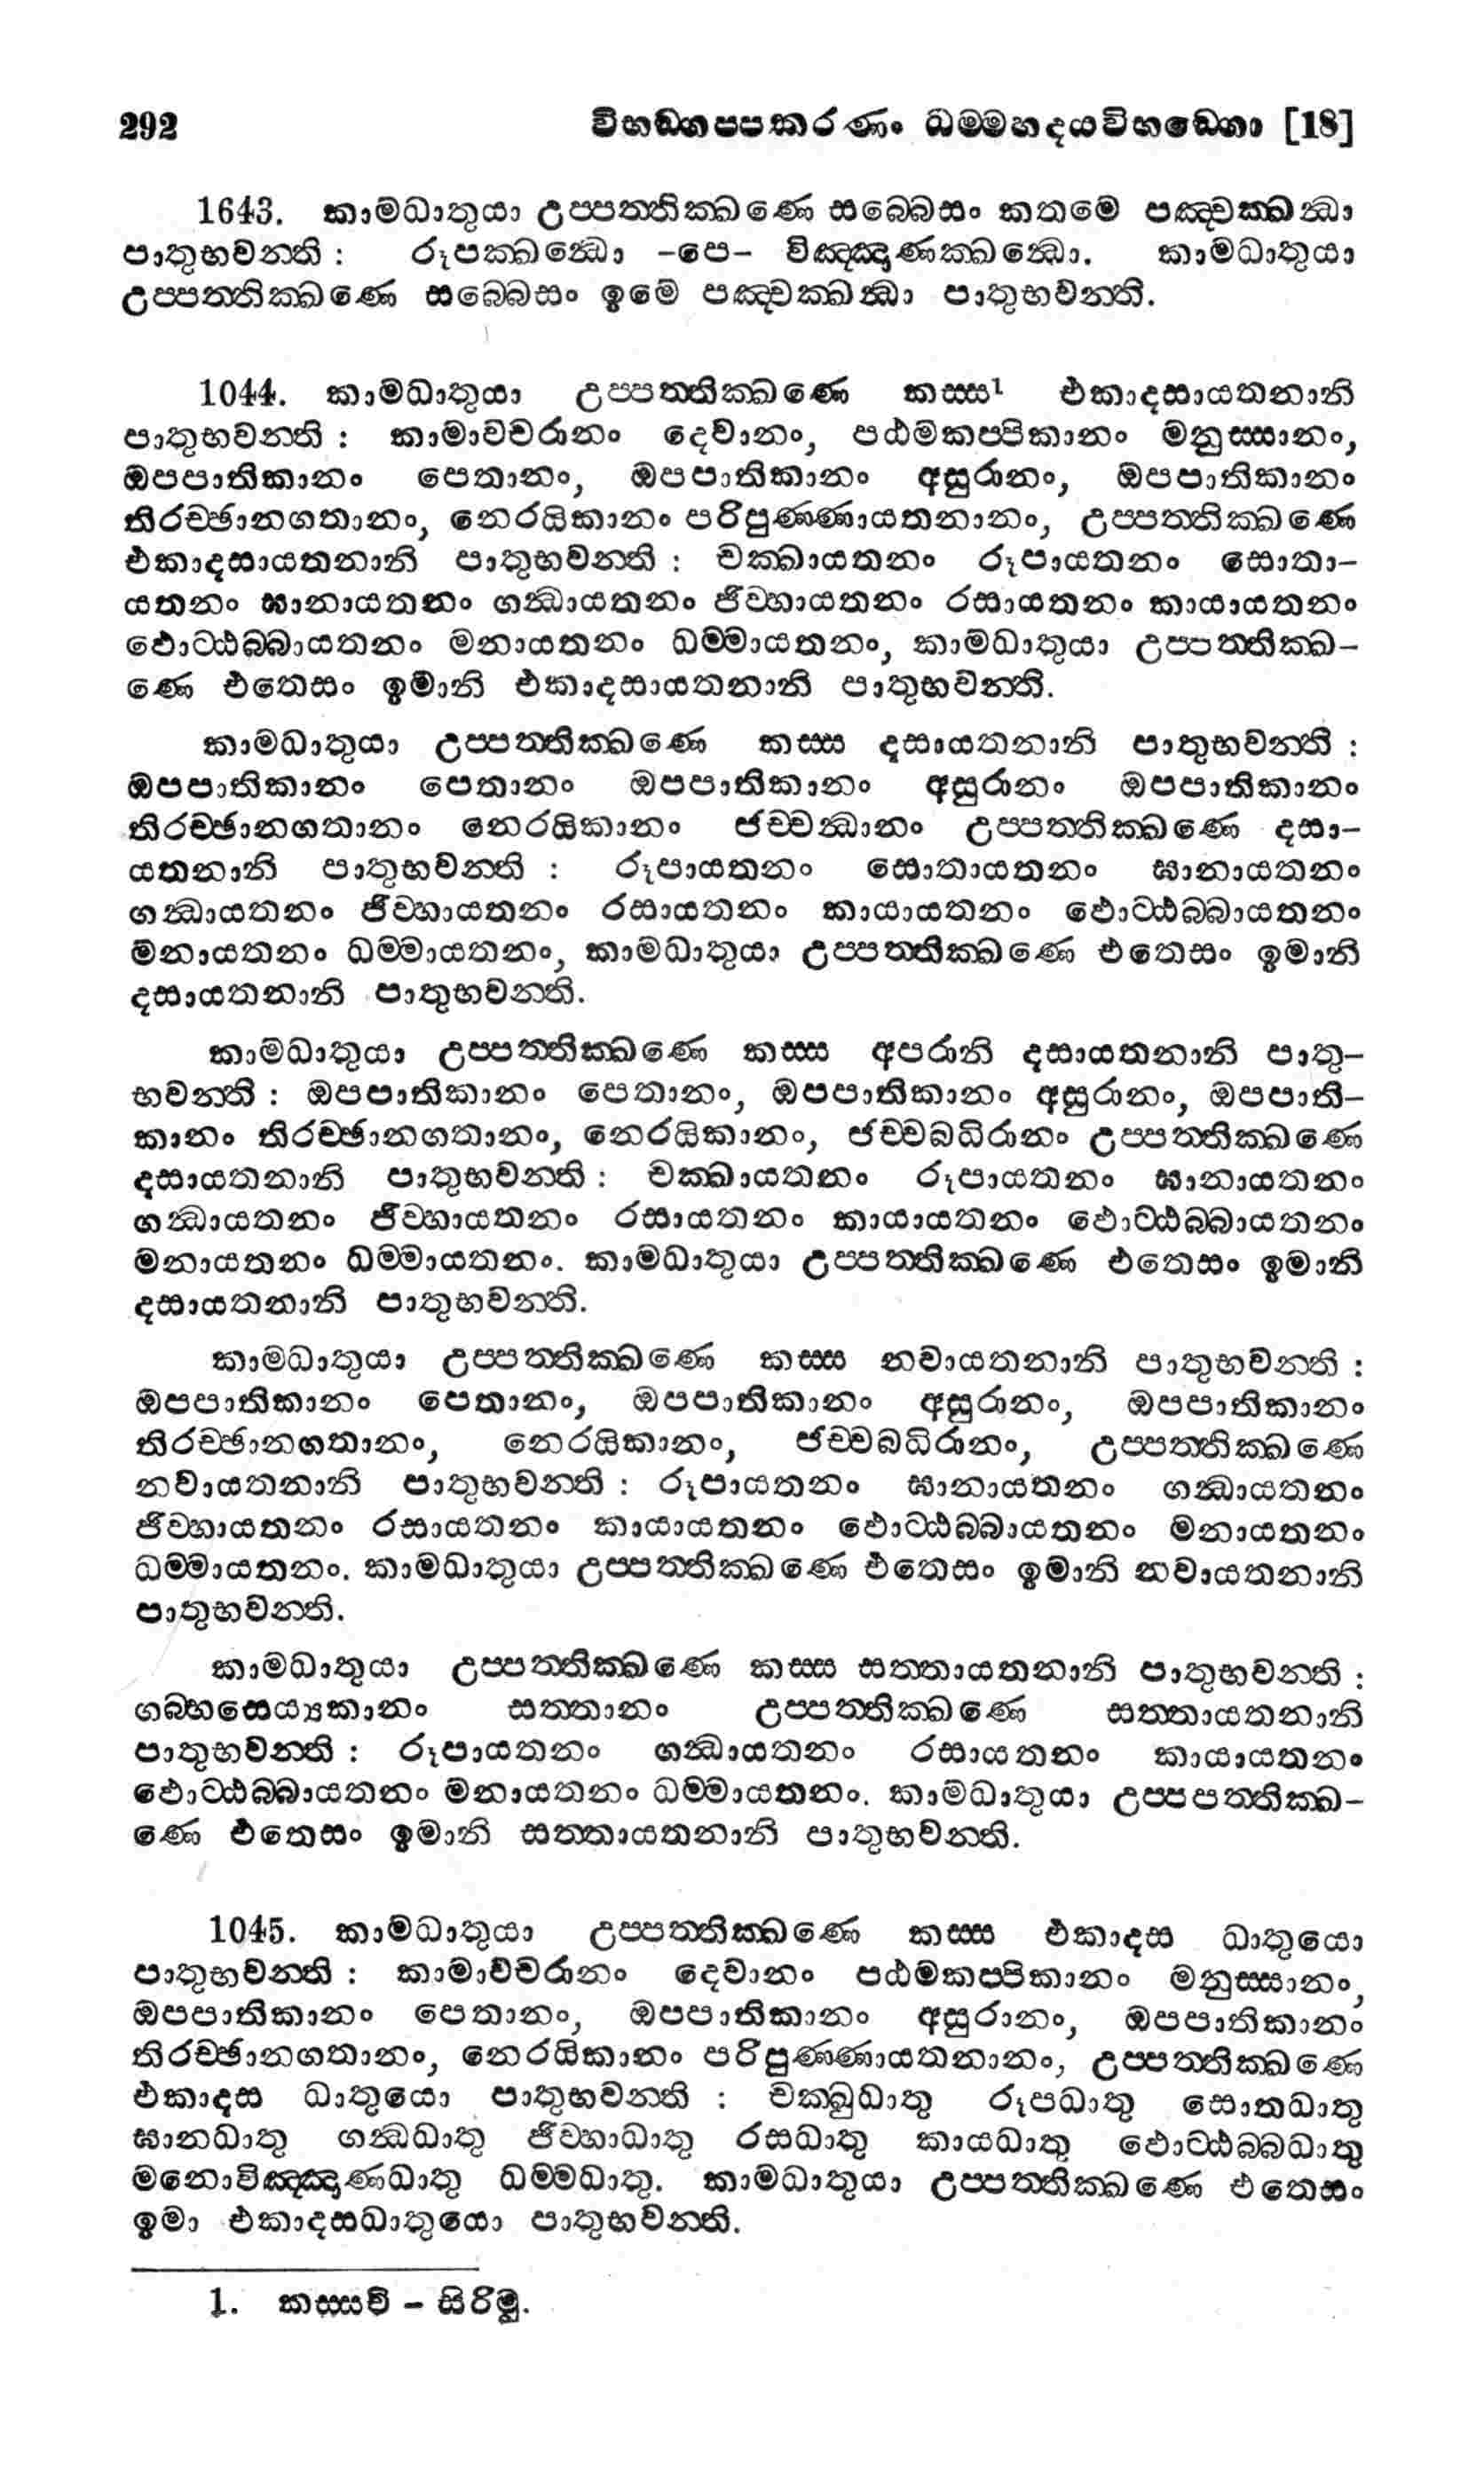 292 විභඞගපපකරණං ධමමහදයවිභඞෙගා [18]
1643. කාමධාතුයා උප්පත්තික්ඛණෙ සබ්බෙසං කතමෙ පඤ්චක්ඛන්ධා
පාතුභවන්ති : රූපක්ඛන්ධො -පෙ- විඤ්ඤාණක්ඛන්ධො. කාමධාතුයා
උප්පත්තික්ඛණෙ සබ්බෙසං ඉමෙ පඤ්චක්ඛන්ධා පාතුභවන්ති.
1044. කාමධාතුයා උප්පත්තික්ඛණෙ කස්ස¹ එකාදසායතනානි
පාතුභවන්ති : කාමාවචරානං දෙවානං, පඨමකප්පිකානං මනුස්සානං,
ඔපපාතිකානං පෙතානං, ඔපපාතිකානං අසුරානං, ඔපපාතිකානං
තිරච්ඡානගතානං, නෙරයිකානං පරිපුණ්ණායතනානං, උප්පත්තික්ඛණෙ
එකාදසායතනානි පාතුභවන්ති : චක්ඛායතනං රූපායතනං සොතා-
යතනං ඝානායතනං ගන්ධායතනං ජිව්හායතනං රසායතනං කායායතනං
ඵොට්ඨබ්බායතනං මනායතනං ධම්මායතනං, කාමධාතුයා උප්පත්තික්ඛ-
ණෙ එතෙසං ඉමානි එකාදසායතනානි පාතුභවන්ති.
කාමධාතුයා උප්පත්තික්ඛණෙ කස්ස දසායතනානි පාතුභවන්ති :
ඔපපාතිකානං පෙතානං ඔපපාතිකානං අසුරානං ඔපපාතිකානං
තිරච්ඡානගතානං නෙරයිකානං ජච්චන්ධානං උප්පත්තික්ඛණෙ දසා-
යතනානි පාතුභවන්ති : රූපායතනං සොතායතනං ඝානායතනං
ගන්ධායතනං ජිව්හායතනං රසායතනං කායායතනං ඵොට්ඨබ්බායතනං
මනායතනං ධම්මායතනං, කාමධාතුයා උප්පත්තික්ඛණෙ එතෙසං ඉමානි
දසායතනානි පාතුභවන්ති.
කාමධාතුයා උප්පත්තික්ඛණෙ කස්ස අපරානි දසායතනානි පාතු-
භවන්ති : ඔපපාතිකානං පෙතානං, ඔපපාතිකානං අසුරානං, ඔපපාති-
කානං තිරච්ඡානගතානං, නෙරයිකානං, ජච්චබධිරානං උප්පත්තික්ඛණෙ
දසායතනානි පාතුභවන්ති : චක්ඛායතනං රූපායතනං ඝානායතනං
ගන්ධායතනං ජිව්හායතනං රසායතනං කායායතනං ඵොට්ඨබ්බායතනං
මනායතනං ධම්මායතනං. කාමධාතුයා උප්පත්තික්ඛණෙ එතෙසං ඉමානි
දසායතනානි පාතුභවන්ති.
කාමධාතුයා උප්පත්තික්ඛණෙ කස්ස නවායතනානි පාතුභවන්ති :
ඔපපාතිකානං පෙතානං, ඔපපාතිකානං අසුරානං, ඔපපාතිකානං
තිරච්ඡානගතානං, නෙරයිකානං, ජච්චබධිරානං, උප්පත්තික්ඛණෙ
නවායතනානි පාතුභවන්ති : රූපායතනං ඝානායතනං ගන්ධායතනං
ජිව්හායතනං රසායතනං කායායතනං ඵොට්ඨබ්බායතනං මනායතනං
ධම්මායතනං. කාමධාතුයා උප්පත්තික්ඛණෙ එතෙසං ඉමානි නවායතනානි
පාතුභවන්ති.
කාමධාතුයා උප්පත්තික්ඛණෙ කස්ස සත්තායතනානි පාතුභවන්ති :
ගබ්භසෙය්‍යකානං සත්තානං උප්පත්තික්ඛණෙ සත්තායතනානි
පාතුභවන්ති : රූපායතනං ගන්ධායතනං රසායතනං කායායතනං
ඵොට්ඨබ්බායතනං මනායතනං ධම්මායතනං. කාමධාතුයා උප්පපත්තික්ඛ-
ණෙ එතෙසං ඉමානි සත්තායතනානි පාතුභවන්ති.
1045. කාමධාතුයා උප්පත්තික්ඛණෙ කස්ස එකාදස ධාතුයො
පාතුභවන්ති : කාමාවචරානං දෙවානං පඨමකප්පිකානං මනුස්සානං,
ඔපපාතිකානං පෙතානං, ඔපපාතිකානං අසුරානං, ඔපපාතිකානං
තිරච්ඡානගතානං, නෙරයිකානං පරිපුණ්ණායතනානං, උප්පත්තික්ඛණෙ
එකාදස ධාතුයො පාතුභවන්ති : චක්ඛුධාතු රූපධාතු සොතධාතු
ඝානධාතු ගන්ධධාතු ජිව්හාධාතු රසධාතු කායධාතු ඵොට්ඨබ්බධාතු
මනොවිඤ්ඤාණධාතු ධම්මධාතු. කාමධාතුයා උප්පත්තික්ඛණෙ එතෙසං
ඉමා එකාදසධාතුයො පාතුභවන්ති.
1. කස්සචි - සිරිමු.